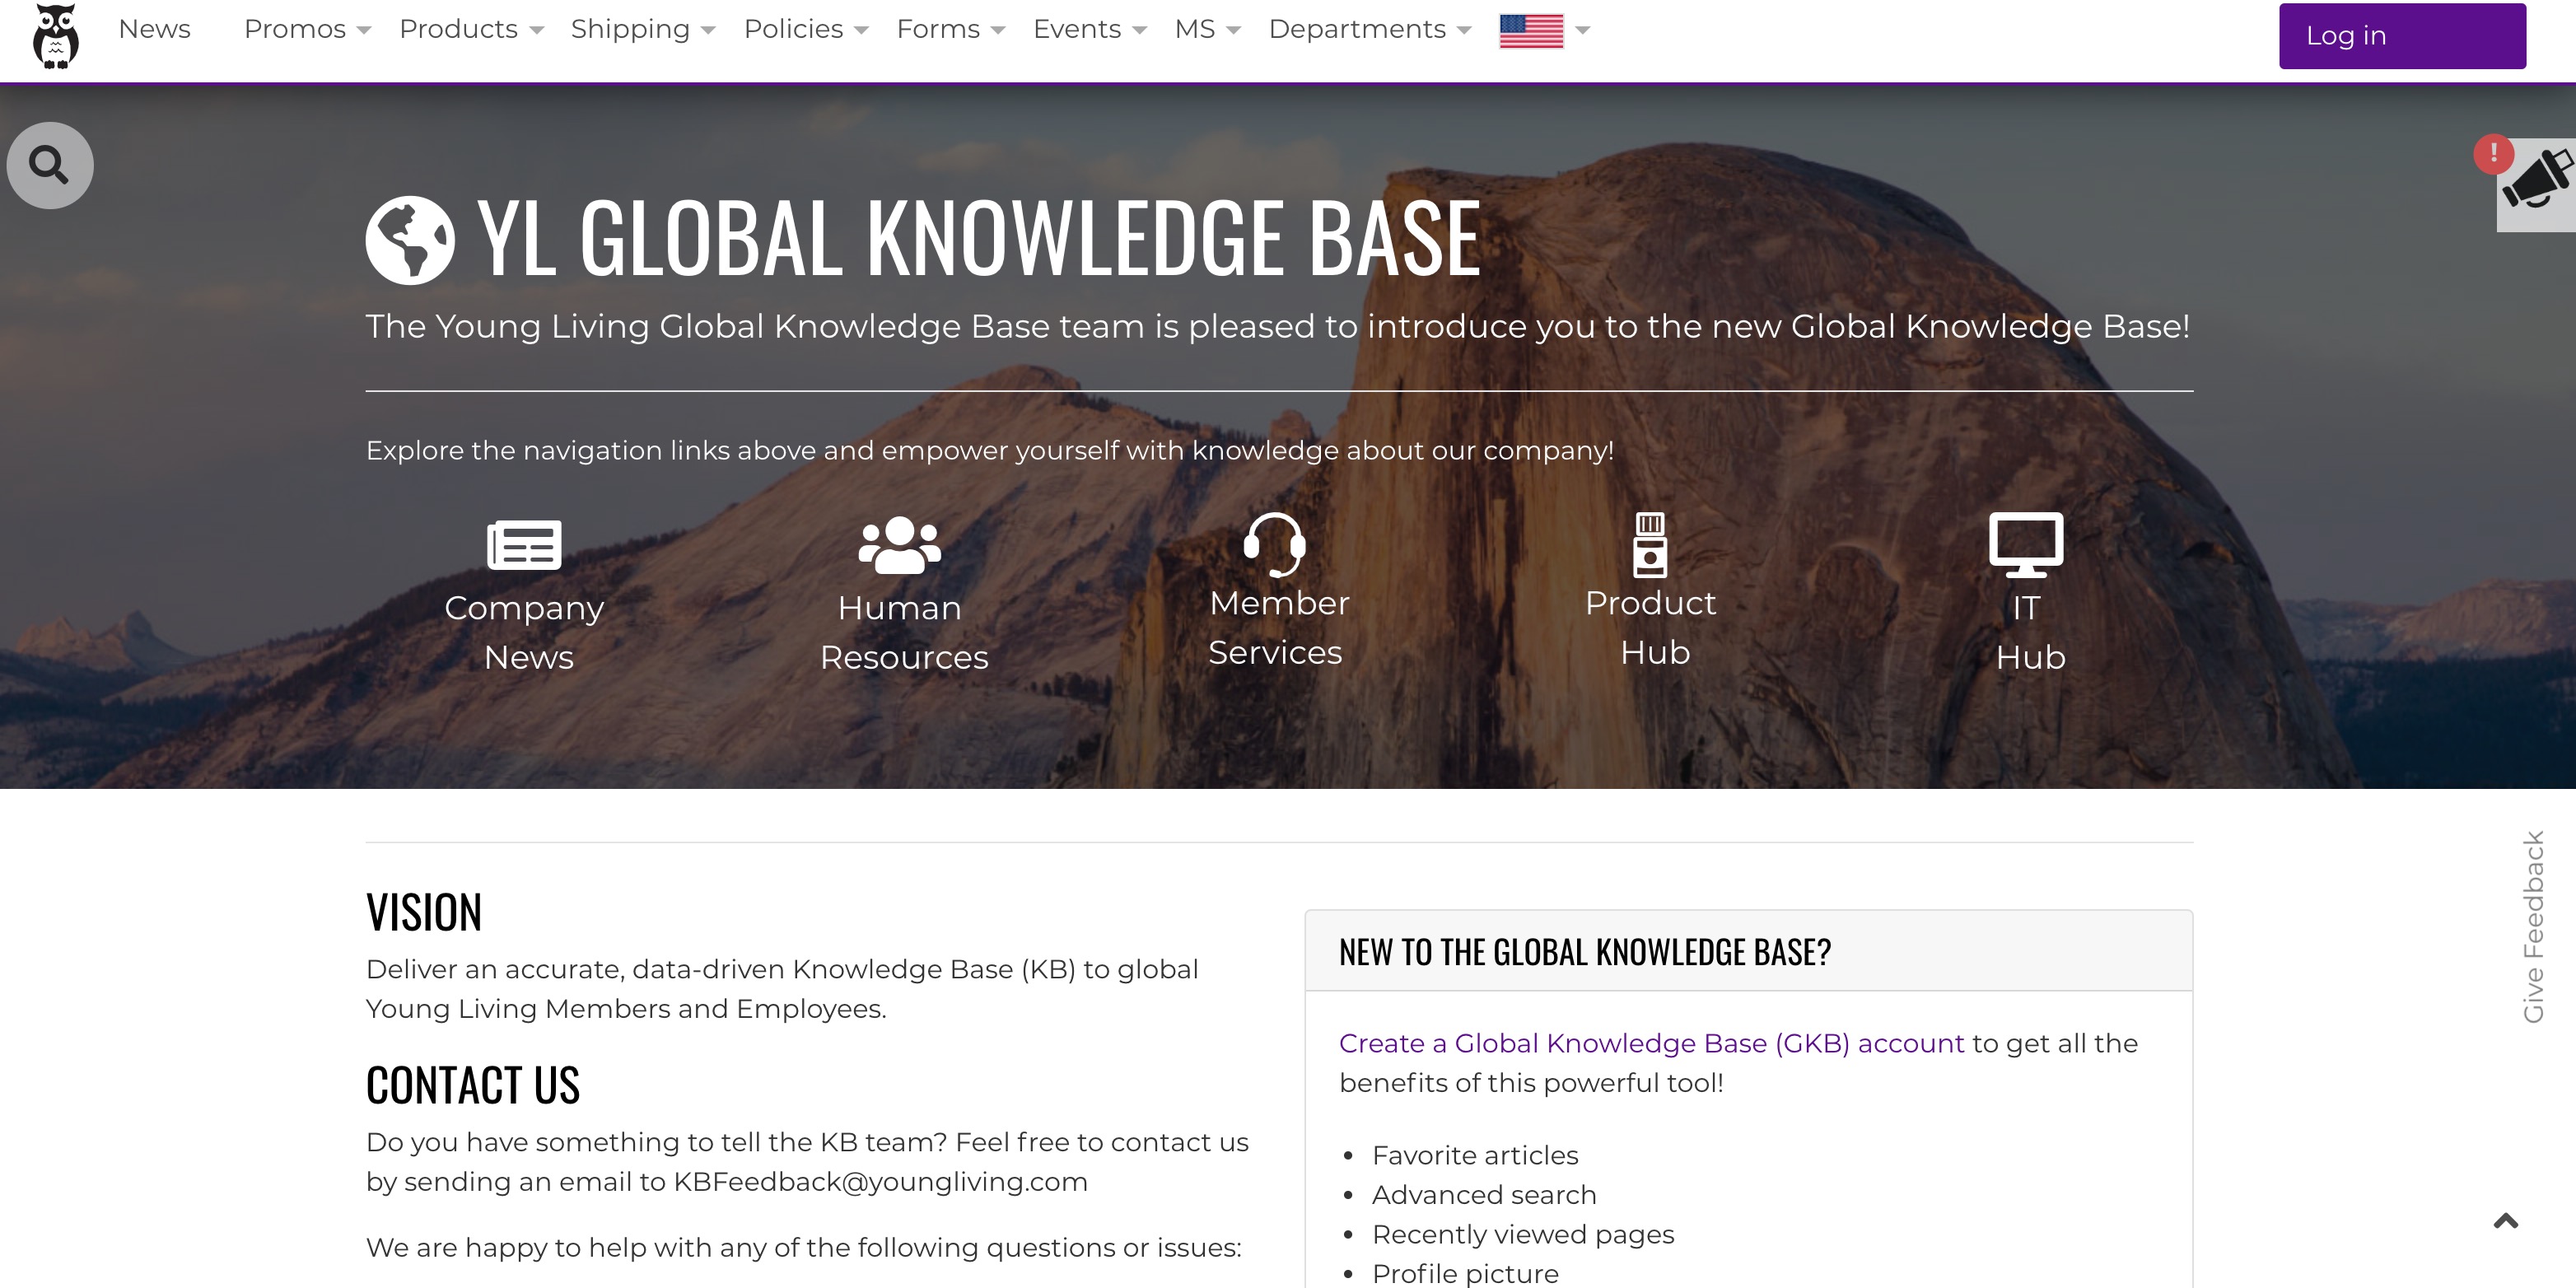 News Promos Products Shipping Policies Forms Events MS Departments Log in
!
YL GLOBAL KNOWLEDGE BASE
The Young Living Global Knowledge Base team is pleased to introduce you to the new Global Knowledge Base!
Explore the navigation links above and empower yourself with knowledge about our company!
Company
News
Human
Resources
Member
Services
Product
Hub
IT
Hub
VISION
Deliver an accurate, data-driven Knowledge Base (KB) to global
Young Living Members and Employees.
CONTACT US
Do you have something to tell the KB team? Feel free to contact us
by sending an email to KBFeedback@youngliving.com
We are happy to help with any of the following questions or issues:
NEW TO THE GLOBAL KNOWLEDGE BASE?
Create a Global Knowledge Base (GKB) account to get all the
benefits of this powerful tool!
• Favorite articles
• Advanced search
• Recently viewed pages
• Profile picture
Give Feedback